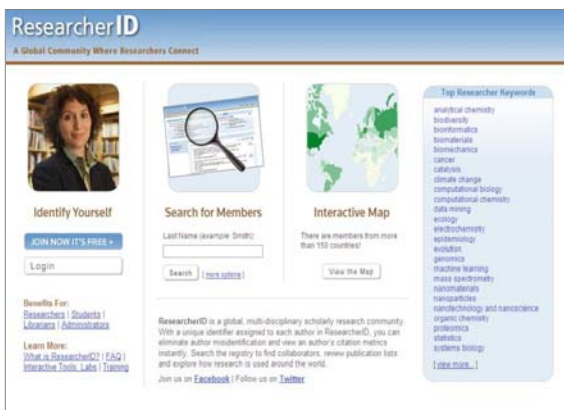 ResearcherID
A Global Community Where Researchers Connect
Identify Yourself
JOIN NOW IT'S FREE >
Login
Benefits For:
Researchers | Students |
Librarians | Administrators
Learn More:
What is ResearcherID? | FAQ |
Interactive Tools: Labs | Training
Search for Members
Last Name (example: Smith):
Search [ more options ]
Interactive Map
There are members from more
than 150 countries!
View the Map
ResearcherID is a global, multi-disciplinary scholarly research community.
With a unique identifier assigned to each author in ResearcherID, you can
eliminate author misidentification and view an author's citation metrics
instantly. Search the registry to find collaborators, review publication lists
and explore how research is used around the world.
Join us on Facebook | Follow us on Twitter
Top Researcher Keywords
analytical chemistry
biodiversity
bioinformatics
biomaterials
biomechanics
cancer
catalysis
climate change
computational biology
computational chemistry
data mining
ecology
electrochemistry
epidemiology
evolution
genomics
machine learning
mass spectrometry
nanomaterials
nanoparticles
nanotechnology and nanoscience
organic chemistry
proteomics
statistics
systems biology
[ view more... ]